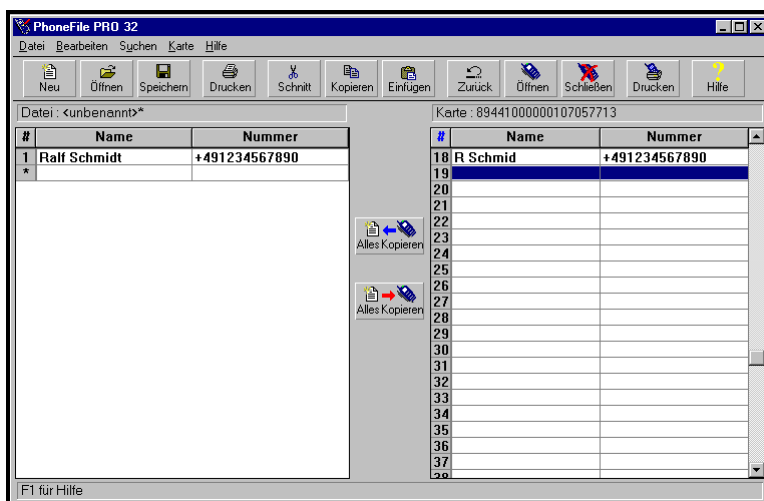 PhoneFile PRO 32
Datei Bearbeiten Suchen Karte Hilfe
Neu Öffnen Speichern Drucken Schnitt Kopieren Einfügen Zurück Öffnen Schließen Drucken Hilfe
Datei : <unbenannt>* Karte : 89441000000107057713
# Name Nummer # Name Nummer
1 Ralf Schmidt +491234567890 18 R Schmid +491234567890
* 19
20
21
22
Alles Kopieren 23
24
25
26
Alles Kopieren 27
28
29
30
31
32
33
34
35
36
37
38
F1 für Hilfe